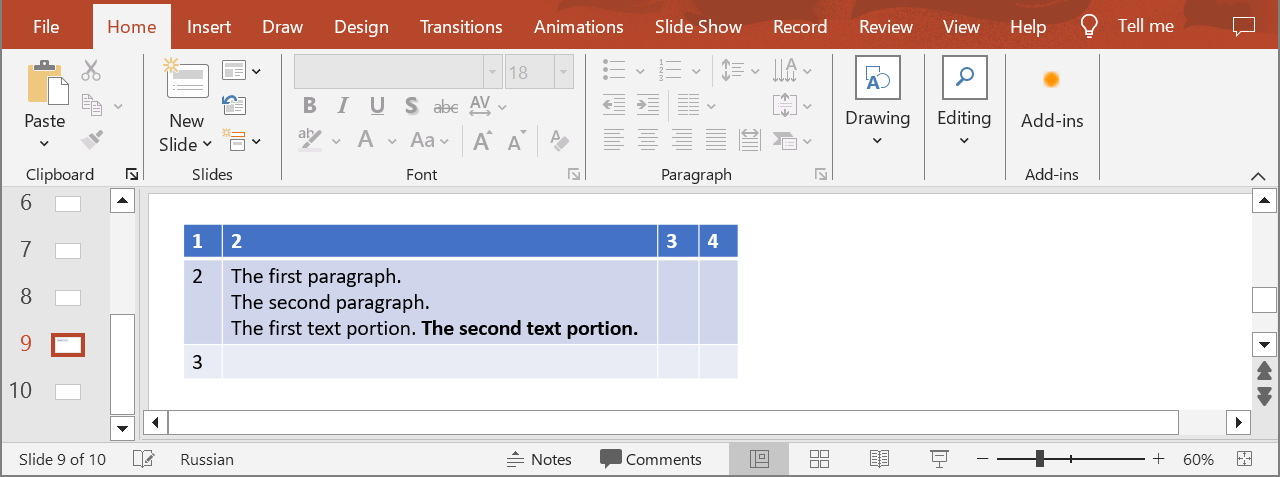 File Home Insert Draw Design Transitions Animations Slide Show Record Review View Help Tell me
18
B I U S abc AV
ab A Aa A A A
Paste New Slide Drawing Editing Add-ins
Clipboard Slides Font Paragraph Add-ins
6
7
8
9
10
1 2 3 4
2 The first paragraph.
The second paragraph.
The first text portion. The second text portion.
3
Slide 9 of 10 Russian Notes Comments 60%